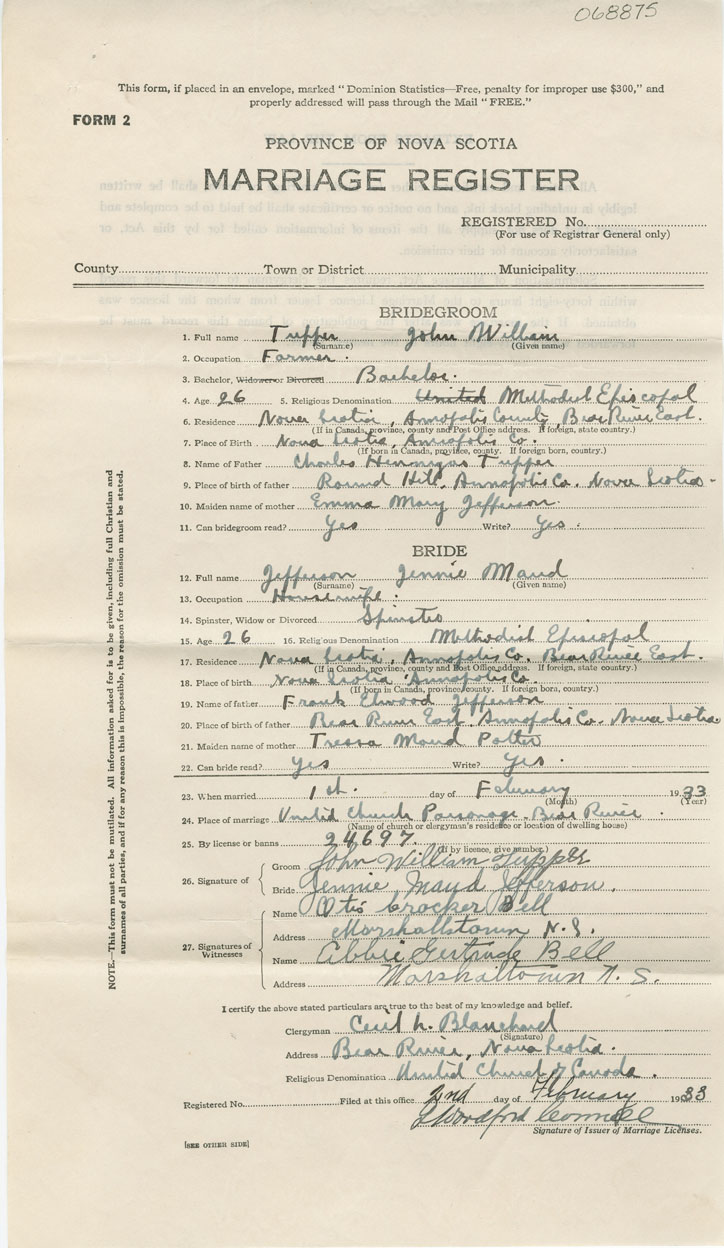 068875
This form, if placed in an envelope, marked "Dominion Statistics—Free, penalty for improper use $300," and
properly addressed will pass through the Mail "FREE."
FORM 2
PROVINCE OF NOVA SCOTIA
MARRIAGE REGISTER
REGISTERED No.
(For use of Registrar General only)
County Town or District Municipality
BRIDEGROOM
1. Full name Tupper John William
(Surname) (Given name)
2. Occupation Farmer.
3. Bachelor, Widower or Divorced Bachelor.
4. Age 26 5. Religious Denomination United Methodist Episcopal
6. Residence Nova Scotia, Annapolis County, Bear River East.
(If in Canada, province, county and Post Office address. If foreign, state country.)
7. Place of Birth Nova Scotia, Annapolis Co.
(If born in Canada, province, county. If foreign born, country.)
8. Name of Father Charles Hennigar Tupper
9. Place of birth of father Round Hill, Annapolis Co. Nova Scotia.
10. Maiden name of mother Emma Mary Jefferson.
11. Can bridegroom read? Yes Write? Yes.
BRIDE
12. Full name Jefferson Jennie Maud
(Surname) (Given name)
13. Occupation Housewife.
14. Spinster, Widow or Divorced Spinster
15. Age 26 16. Religious Denomination Methodist Episcopal
17. Residence Nova Scotia, Annapolis Co. Bear River East.
(If in Canada, province, county and Post Office address. If foreign, state country.)
18. Place of birth Nova Scotia Annapolis Co.
(If born in Canada, province, county. If foreign born, country.)
19. Name of father Frank Elwood Jefferson
20. Place of birth of father Bear River East. Annapolis Co. Nova Scotia
21. Maiden name of mother Tressa Maud Potter
22. Can bride read? Yes Write? Yes.
23. When married 1st. day of February 1933
(Month) (Year)
24. Place of marriage United Church Parsonage. Bear River.
(Name of church or clergyman's residence or location of dwelling house)
25. By license or banns 24697.
(If by licence, give number.)
26. Signature of Groom John William Tupper
Bride Jennie Maud Jefferson.
27. Signatures of Witnesses Name Otis Crocker Bell
Address Marshalltown N.S.
Name Abbie Gertrude Bell
Address Marshalltown N.S.
I certify the above stated particulars are true to the best of my knowledge and belief.
Clergyman Cecil h. Blanchard
(Signature)
Address Bear River, Nova Scotia.
Religious Denomination United Church of Canada.
Registered No. Filed at this office 2nd day of February 1933
Woodford Connell
Signature of Issuer of Marriage Licenses.
[SEE OTHER SIDE]
NOTE.—This form must not be mutilated. All information asked for is to be given, including full Christian and
surnames of all parties, and if for any reason this is impossible, the reason for the omission must be stated.